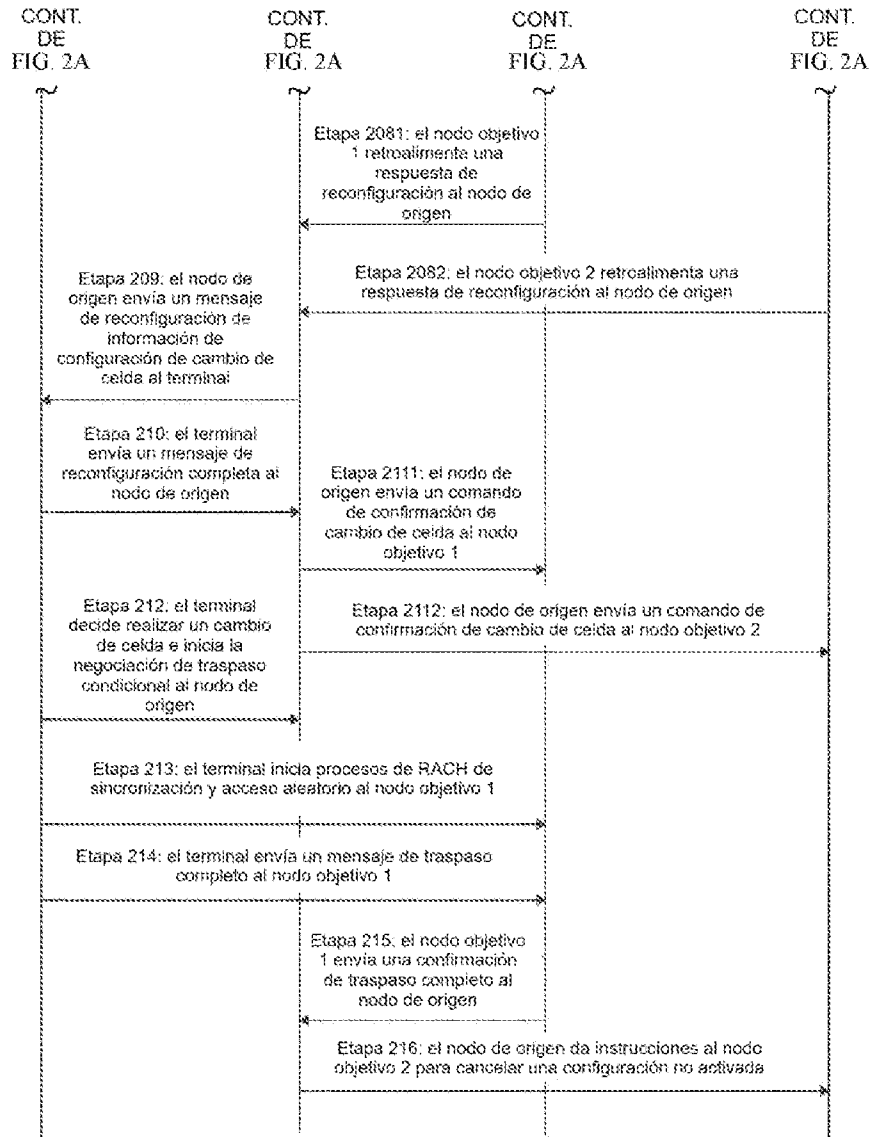 CONT.
DE
FIG. 2A
CONT.
DE
FIG. 2A
CONT.
DE
FIG. 2A
CONT.
DE
FIG. 2A
Etapa 2081: el nodo objetivo
1 retroalimenta una
respuesta de
reconfiguración al nodo de
origen
Etapa 2082: el nodo objetivo 2 retroalimenta una
respuesta de reconfiguración al nodo de origen
Etapa 209: el nodo de
origen envía un mensaje
de reconfiguración de
información de
configuración de cambio de
celda al terminal
Etapa 210: el terminal
envía un mensaje de
reconfiguración completa al
nodo de origen
Etapa 2111: el nodo de
origen envía un comando
de confirmación de
cambio de celda al nodo
objetivo 1
Etapa 2112: el nodo de origen envía un comando de
confirmación de cambio de celda al nodo objetivo 2
Etapa 212: el terminal
decide realizar un cambio
de celda e inicia la
negociación de traspaso
condicional al nodo de
origen
Etapa 213: el terminal inicia procesos de RACH de
sincronización y acceso aleatorio al nodo objetivo 1
Etapa 214: el terminal envía un mensaje de traspaso
completo al nodo objetivo 1
Etapa 215: el nodo objetivo
1 envía una confirmación
de traspaso completo al
nodo de origen
Etapa 216: el nodo de origen da instrucciones al nodo
objetivo 2 para cancelar una configuración no activada